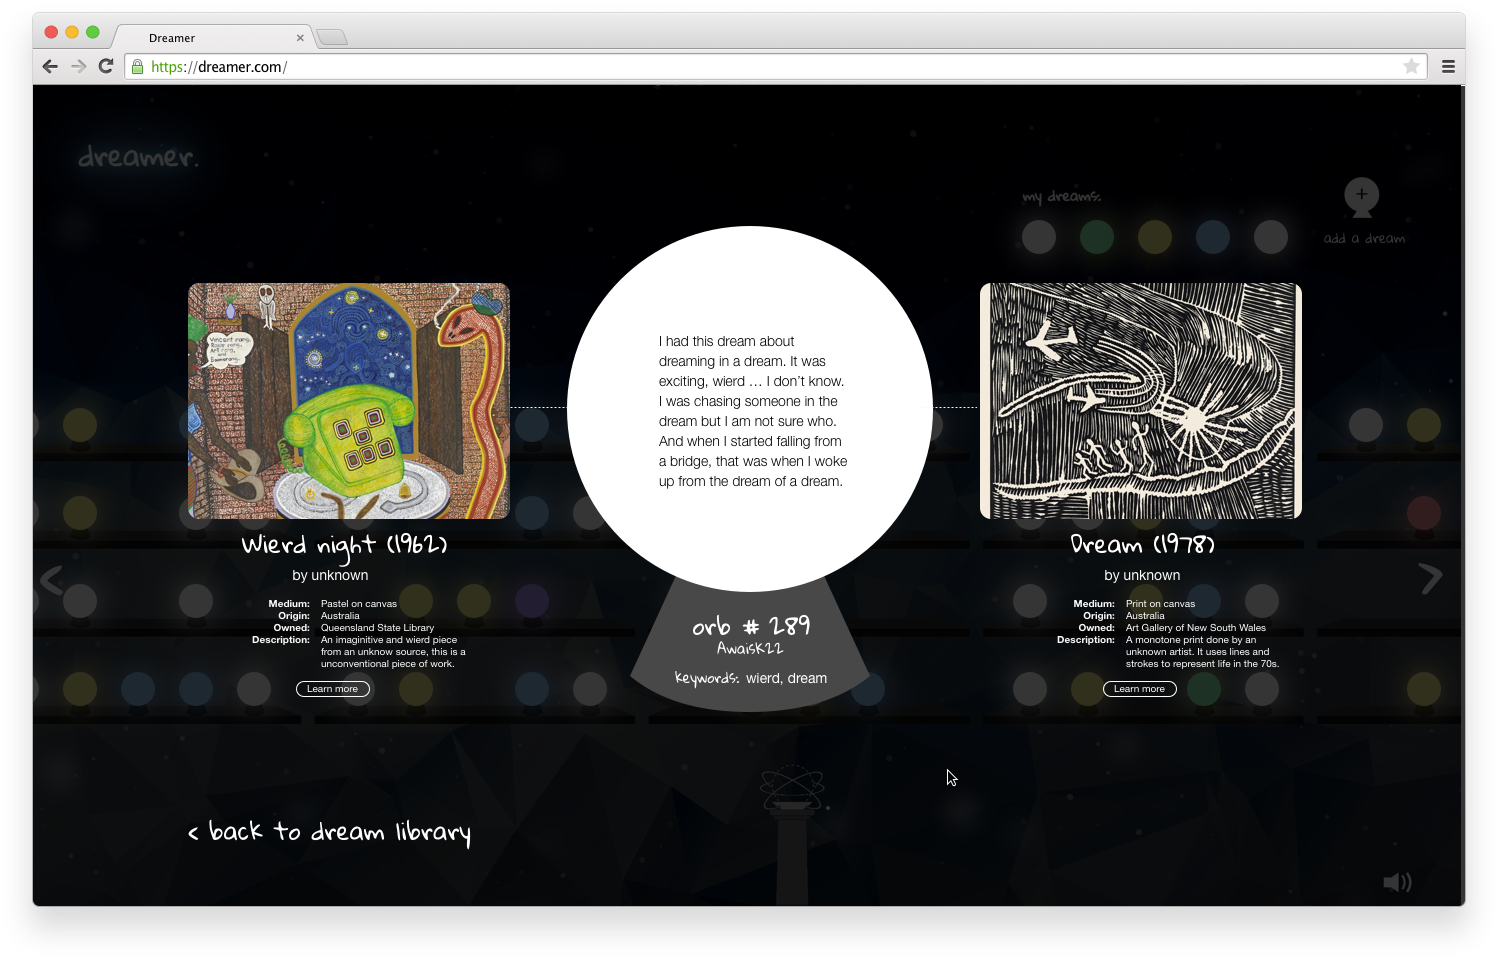 Dreamer
https://dreamer.com/
dreamer.
my dreams:
add a dream
Vincent rang,
I had this dream about
dreaming in a dream. It was
exciting, wierd ... I don't know.
I was chasing someone in the
dream but I am not sure who.
And when I started falling from
a bridge, that was when I woke
up from the dream of a dream.
Wierd night (1962)
by unknown
Medium: Pastel on canvas
Origin: Australia
Owned: Queensland State Library
Description: An imaginitive and wierd piece
from an unknow source, this is a
unconventional piece of work.
Learn more
orb # 289
Awaisk22
keywords: wierd, dream
Dream (1978)
by unknown
Medium: Print on canvas
Origin: Australia
Owned: Art Gallery of New South Wales
Description: A monotone print done by an
unknown artist. It uses lines and
strokes to represent life in the 70s.
Learn more
< back to dream library